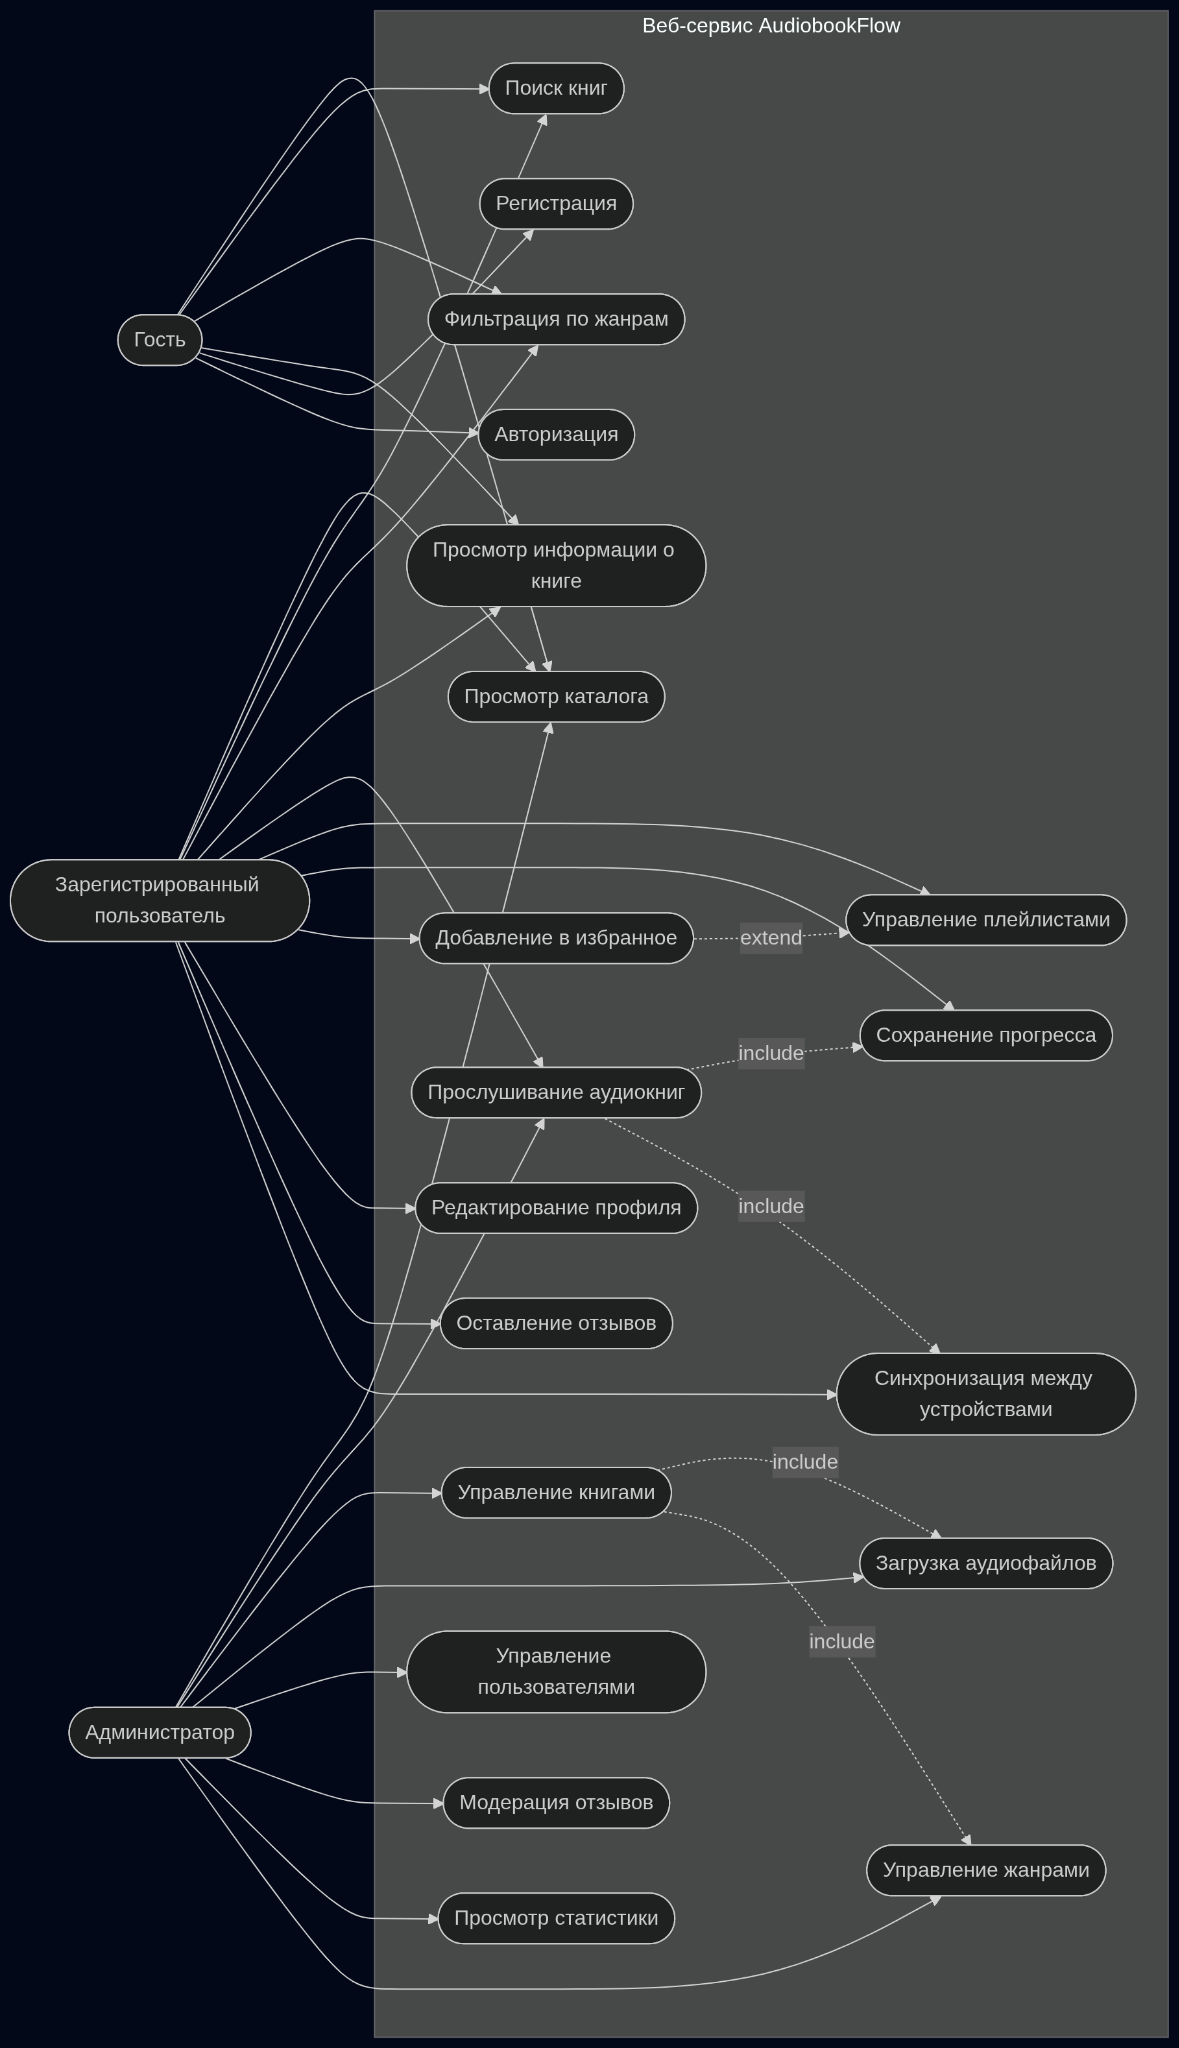 Веб-сервис AudiobookFlow
Поиск книг
Регистрация
Фильтрация по жанрам
Гость
Авторизация
Просмотр информации о
книге
Просмотр каталога
Зарегистрированный
пользователь
Управление плейлистами
Добавление в избранное
extend
Сохранение прогресса
include
Прослушивание аудиокниг
include
Редактирование профиля
Оставление отзывов
Синхронизация между
устройствами
include
Управление книгами
Загрузка аудиофайлов
include
Управление
пользователями
Администратор
Модерация отзывов
Управление жанрами
Просмотр статистики